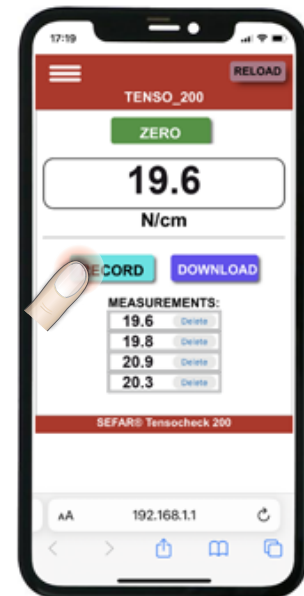 17:19
RELOAD
TENSO_200
ZERO
19.6
N/cm
ECORD DOWNLOAD
MEASUREMENTS:
19.6 Delete
19.8 Delete
20.9 Delete
20.3 Delete
SEFAR® Tensocheck 200
AA 192.168.1.1